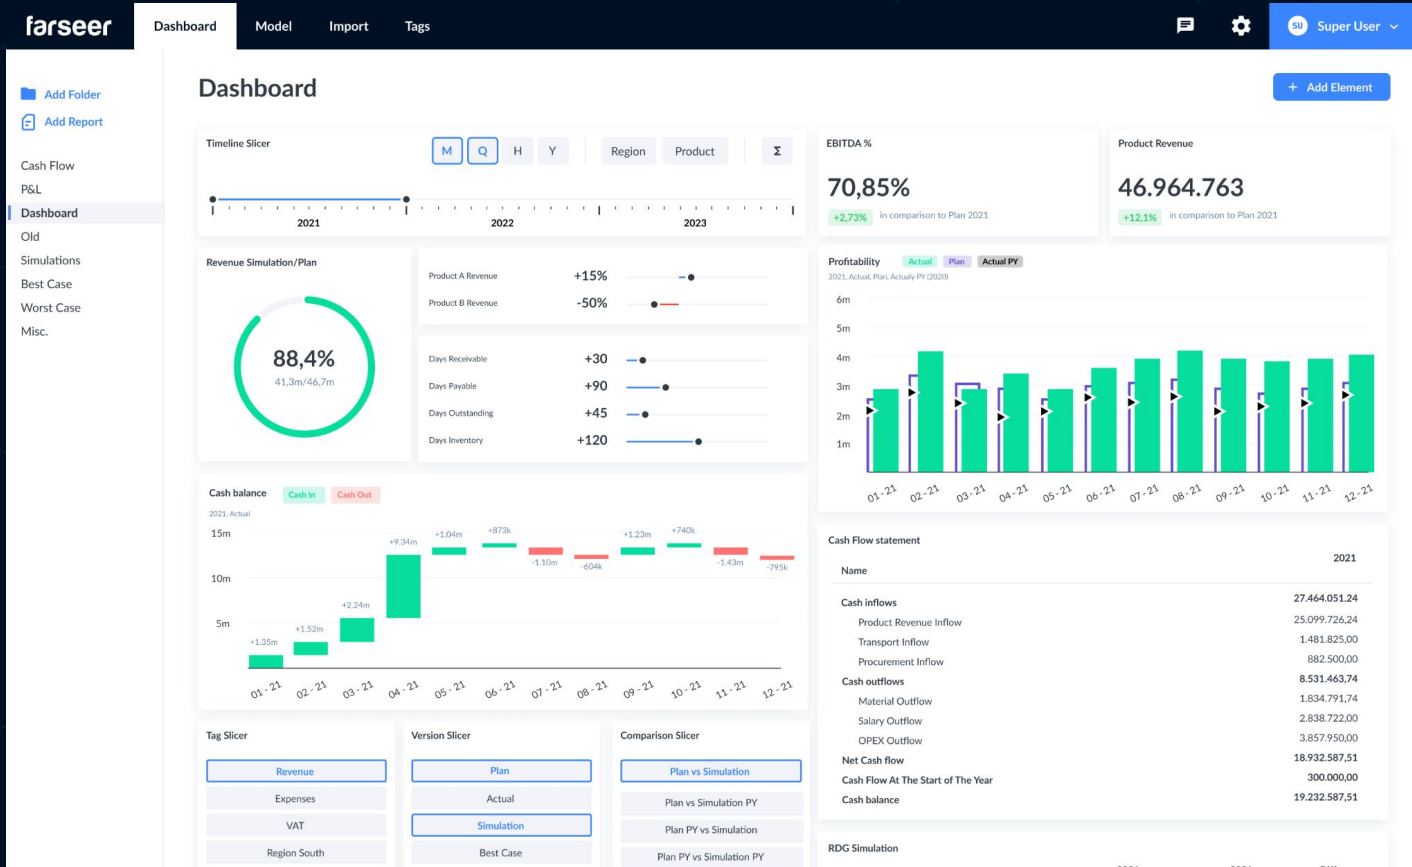 farseer
Dashboard
Model
Import
Tags
SU
Super User
Add Folder
Add Report
Cash Flow
P&L
Dashboard
Old
Simulations
Best Case
Worst Case
Misc.
Dashboard
+ Add Element
Timeline Slicer
M
Q
H
Y
Region
Product
Σ
2021
2022
2023
EBITDA %
70,85%
+2,73%
in comparison to Plan 2021
Product Revenue
46.964.763
+12,1%
in comparison to Plan 2021
Revenue Simulation/Plan
88,4%
41,3m/46,7m
Product A Revenue
+15%
Product B Revenue
-50%
Days Receivable
+30
Days Payable
+90
Days Outstanding
+45
Days Inventory
+120
Profitability
Actual
Plan
Actual PY
2021, Actual, Plan, Actualy PY (2020)
6m
5m
4m
3m
2m
1m
01 - 21
02 - 21
03 - 21
04 - 21
05 - 21
06 - 21
07 - 21
08 - 21
09 - 21
10 - 21
11 - 21
12 - 21
Cash balance
Cash In
Cash Out
2021, Actual
15m
10m
5m
+1.35m
+1.52m
+2.24m
+9.34m
+1.04m
+873k
-1.10m
-604k
+1.23m
+740k
-1.43m
-795k
01 - 21
02 - 21
03 - 21
04 - 21
05 - 21
06 - 21
07 - 21
08 - 21
09 - 21
10 - 21
11 - 21
12 - 21
Cash Flow statement
2021
Name
Cash inflows 27.464.051.24
Product Revenue Inflow 25.099.726,24
Transport Inflow 1.481.825,00
Procurement Inflow 882.500,00
Cash outflows 8.531.463,74
Material Outflow 1.834.791,74
Salary Outflow 2.838.722,00
OPEX Outflow 3.857.950,00
Net Cash flow 18.932.587,51
Cash Flow At The Start of The Year 300.000,00
Cash balance 19.232.587,51
Tag Slicer
Revenue
Expenses
VAT
Region South
Version Slicer
Plan
Actual
Simulation
Best Case
Comparison Slicer
Plan vs Simulation
Plan vs Simulation PY
Plan PY vs Simulation
Plan PY vs Simulation PY
RDG Simulation